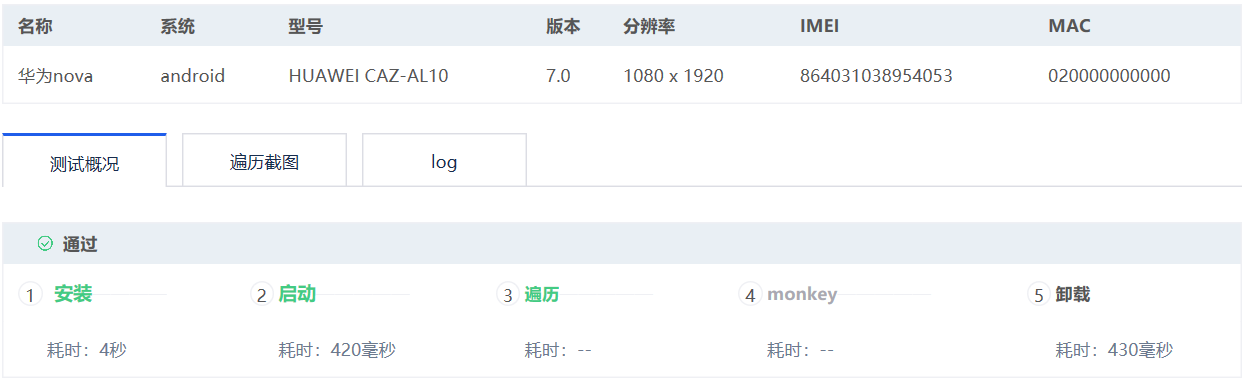 名称 系统 型号 版本 分辨率 IMEI MAC
华为nova android HUAWEI CAZ-AL10 7.0 1080 x 1920 864031038954053 020000000000
测试概况 遍历截图 log
通过
1 安装 2 启动 3 遍历 4 monkey 5 卸载
耗时：4秒 耗时：420毫秒 耗时：-- 耗时：-- 耗时：430毫秒